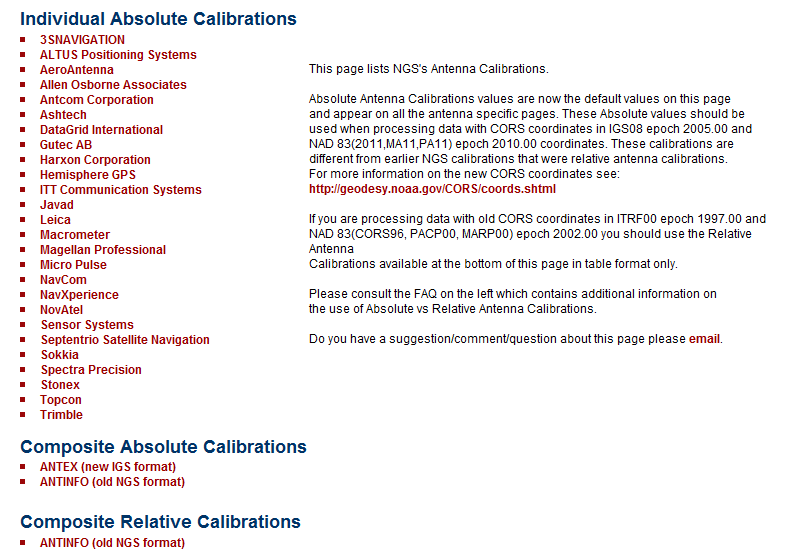 Individual Absolute Calibrations
3SNAVIGATION
ALTUS Positioning Systems
AeroAntenna
Allen Osborne Associates
Antcom Corporation
Ashtech
DataGrid International
Gutec AB
Harxon Corporation
Hemisphere GPS
ITT Communication Systems
Javad
Leica
Macrometer
Magellan Professional
Micro Pulse
NavCom
NavXperience
NovAtel
Sensor Systems
Septentrio Satellite Navigation
Sokkia
Spectra Precision
Stonex
Topcon
Trimble
This page lists NGS's Antenna Calibrations.
Absolute Antenna Calibrations values are now the default values on this page
and appear on all the antenna specific pages. These Absolute values should be
used when processing data with CORS coordinates in IGS08 epoch 2005.00 and
NAD 83(2011,MA11,PA11) epoch 2010.00 coordinates. These calibrations are
different from earlier NGS calibrations that were relative antenna calibrations.
For more information on the new CORS coordinates see:
http://geodesy.noaa.gov/CORS/coords.shtml
If you are processing data with old CORS coordinates in ITRF00 epoch 1997.00 and
NAD 83(CORS96, PACP00, MARP00) epoch 2002.00 you should use the Relative
Antenna
Calibrations available at the bottom of this page in table format only.
Please consult the FAQ on the left which contains additional information on
the use of Absolute vs Relative Antenna Calibrations.
Do you have a suggestion/comment/question about this page please email.
Composite Absolute Calibrations
ANTEX (new IGS format)
ANTINFO (old NGS format)
Composite Relative Calibrations
ANTINFO (old NGS format)